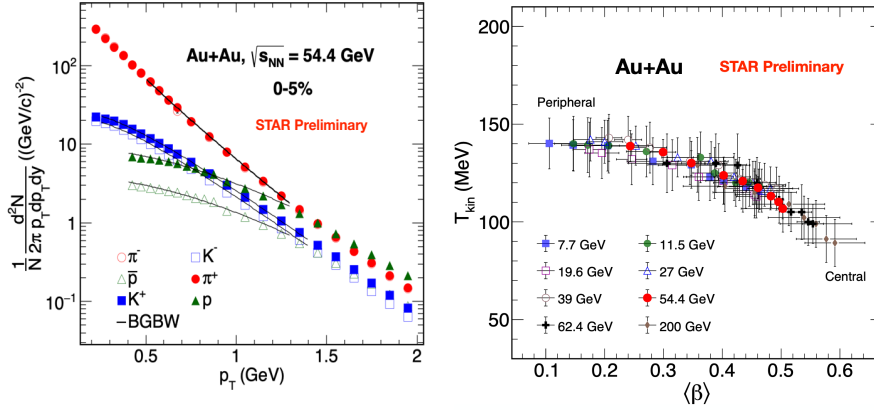 Au+Au, √s_NN = 54.4 GeV
0-5%
STAR Preliminary
1/N d²N/2π p_T dp_T dy ((GeV/c)⁻²)
10²
10
1
10⁻¹
π⁻ K⁻
p̄ π⁺
K⁺ p
—BGBW
0.5 1 1.5 2
p_T (GeV)
Au+Au STAR Preliminary
Peripheral
T_kin (MeV)
200
150
100
50
7.7 GeV 11.5 GeV
19.6 GeV 27 GeV
39 GeV 54.4 GeV
62.4 GeV 200 GeV
Central
0.1 0.2 0.3 0.4 0.5 0.6
⟨β⟩